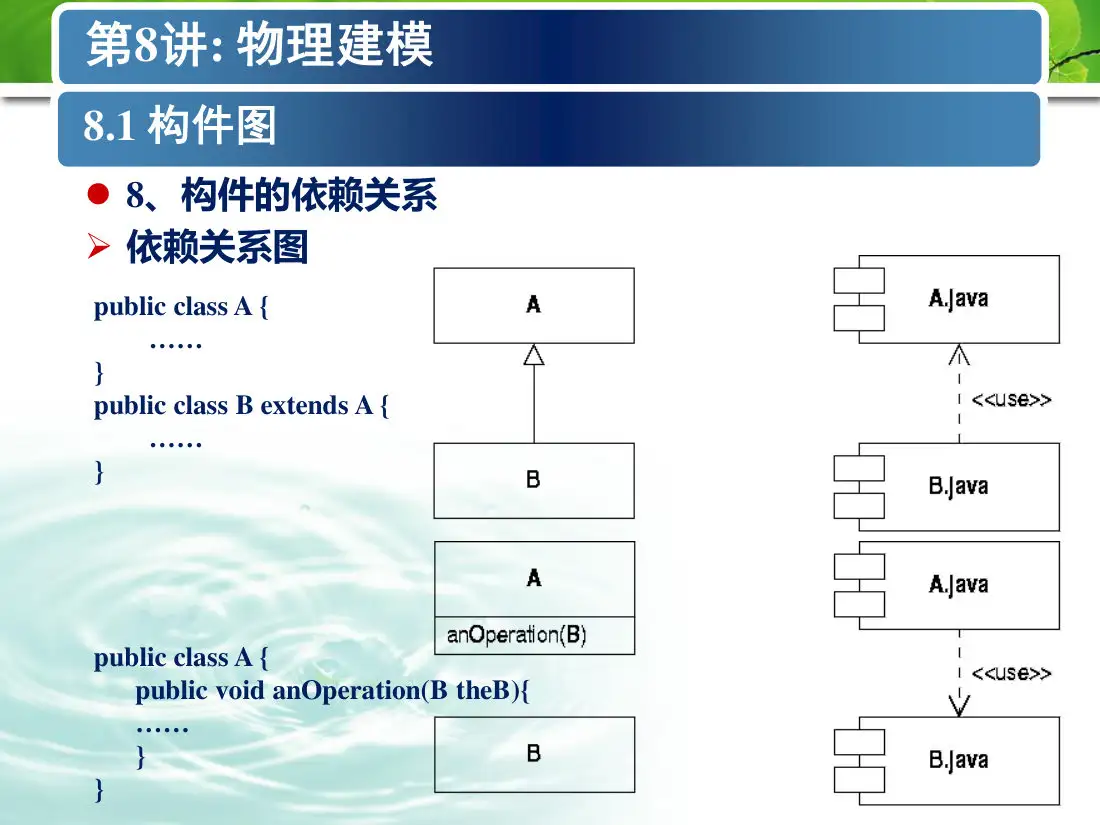 第8讲: 物理建模
8.1 构件图
8、构件的依赖关系
依赖关系图
public class A {
……
}
public class B extends A {
……
}
A
B
A.java
<<use>>
B.java
public class A {
public void anOperation(B theB){
……
}
}
A
anOperation(B)
B
A.java
<<use>>
B.java